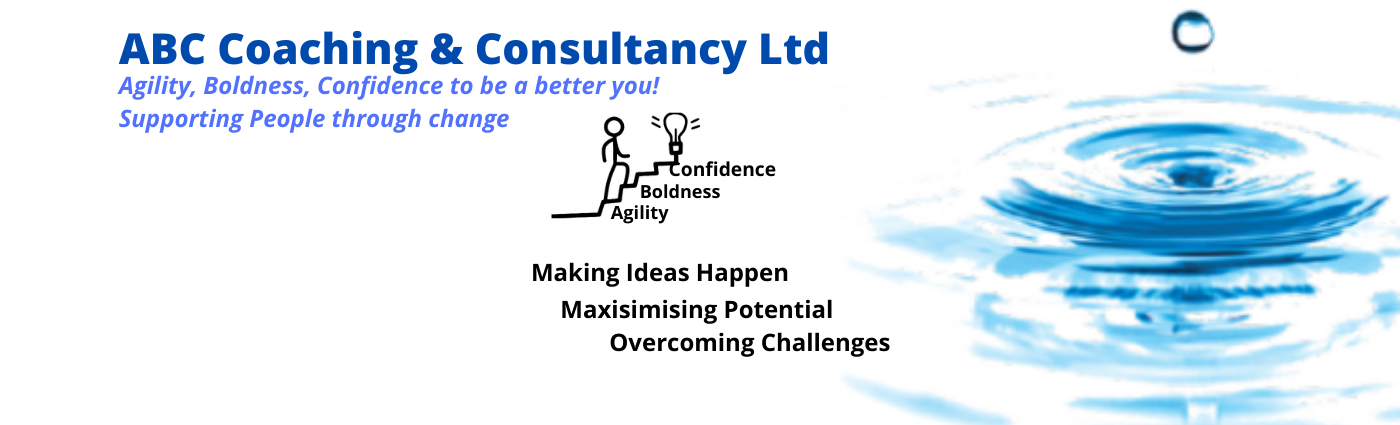 ABC Coaching & Consultancy Ltd
Agility, Boldness, Confidence to be a better you!
Supporting People through change
Confidence
Boldness
Agility
Making Ideas Happen
Maxisimising Potential
Overcoming Challenges